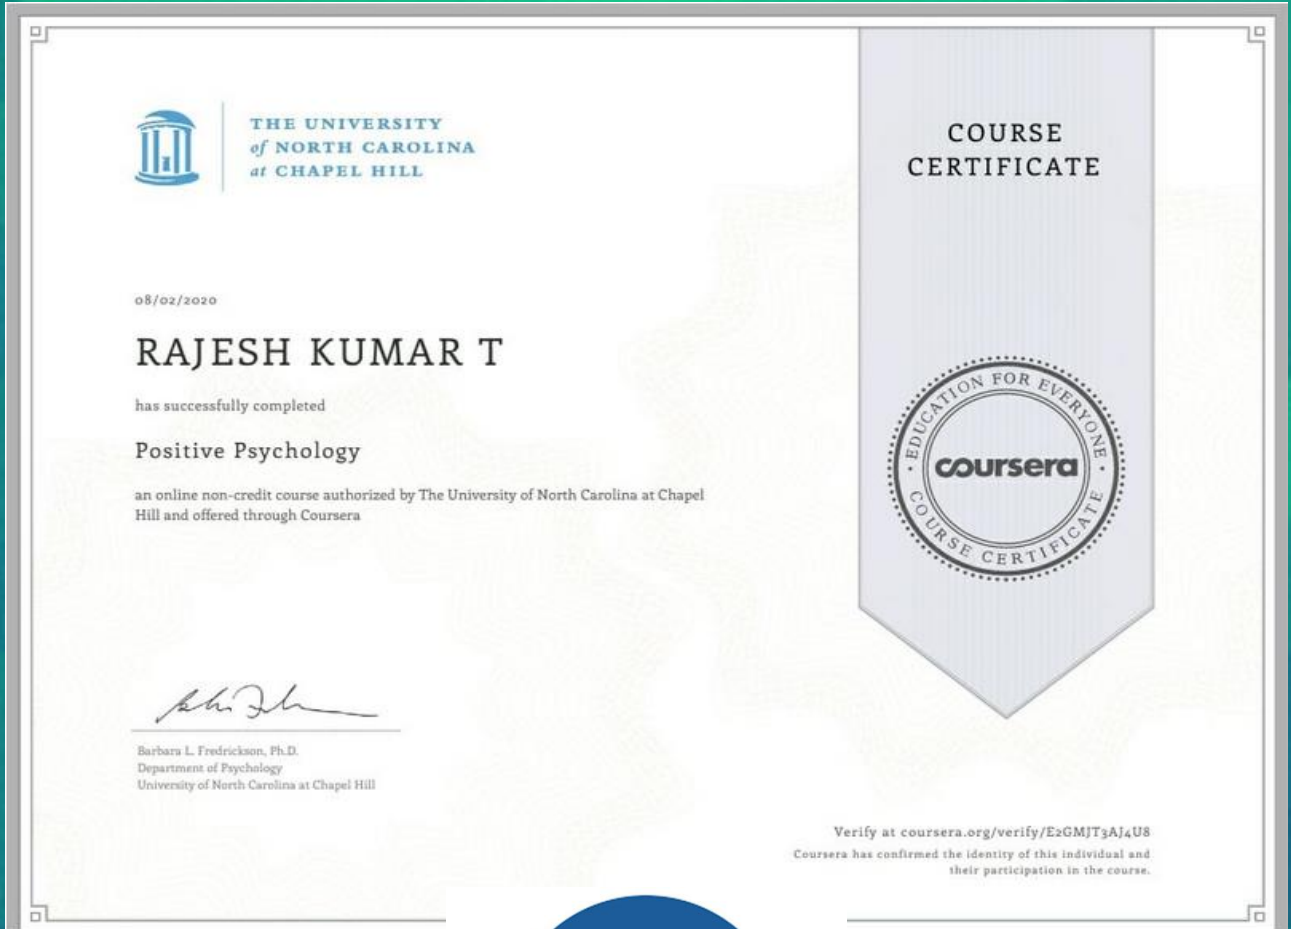 THE UNIVERSITY
of NORTH CAROLINA
at CHAPEL HILL
COURSE
CERTIFICATE
08/02/2020
RAJESH KUMAR T
has successfully completed
Positive Psychology
an online non-credit course authorized by The University of North Carolina at Chapel
Hill and offered through Coursera
EDUCATION FOR EVERYONE
coursera
COURSE CERTIFICATE
Barbara L. Fredrickson, Ph.D.
Department of Psychology
University of North Carolina at Chapel Hill
Verify at coursera.org/verify/E2GMJT3AJ4U8
Coursera has confirmed the identity of this individual and
their participation in the course.